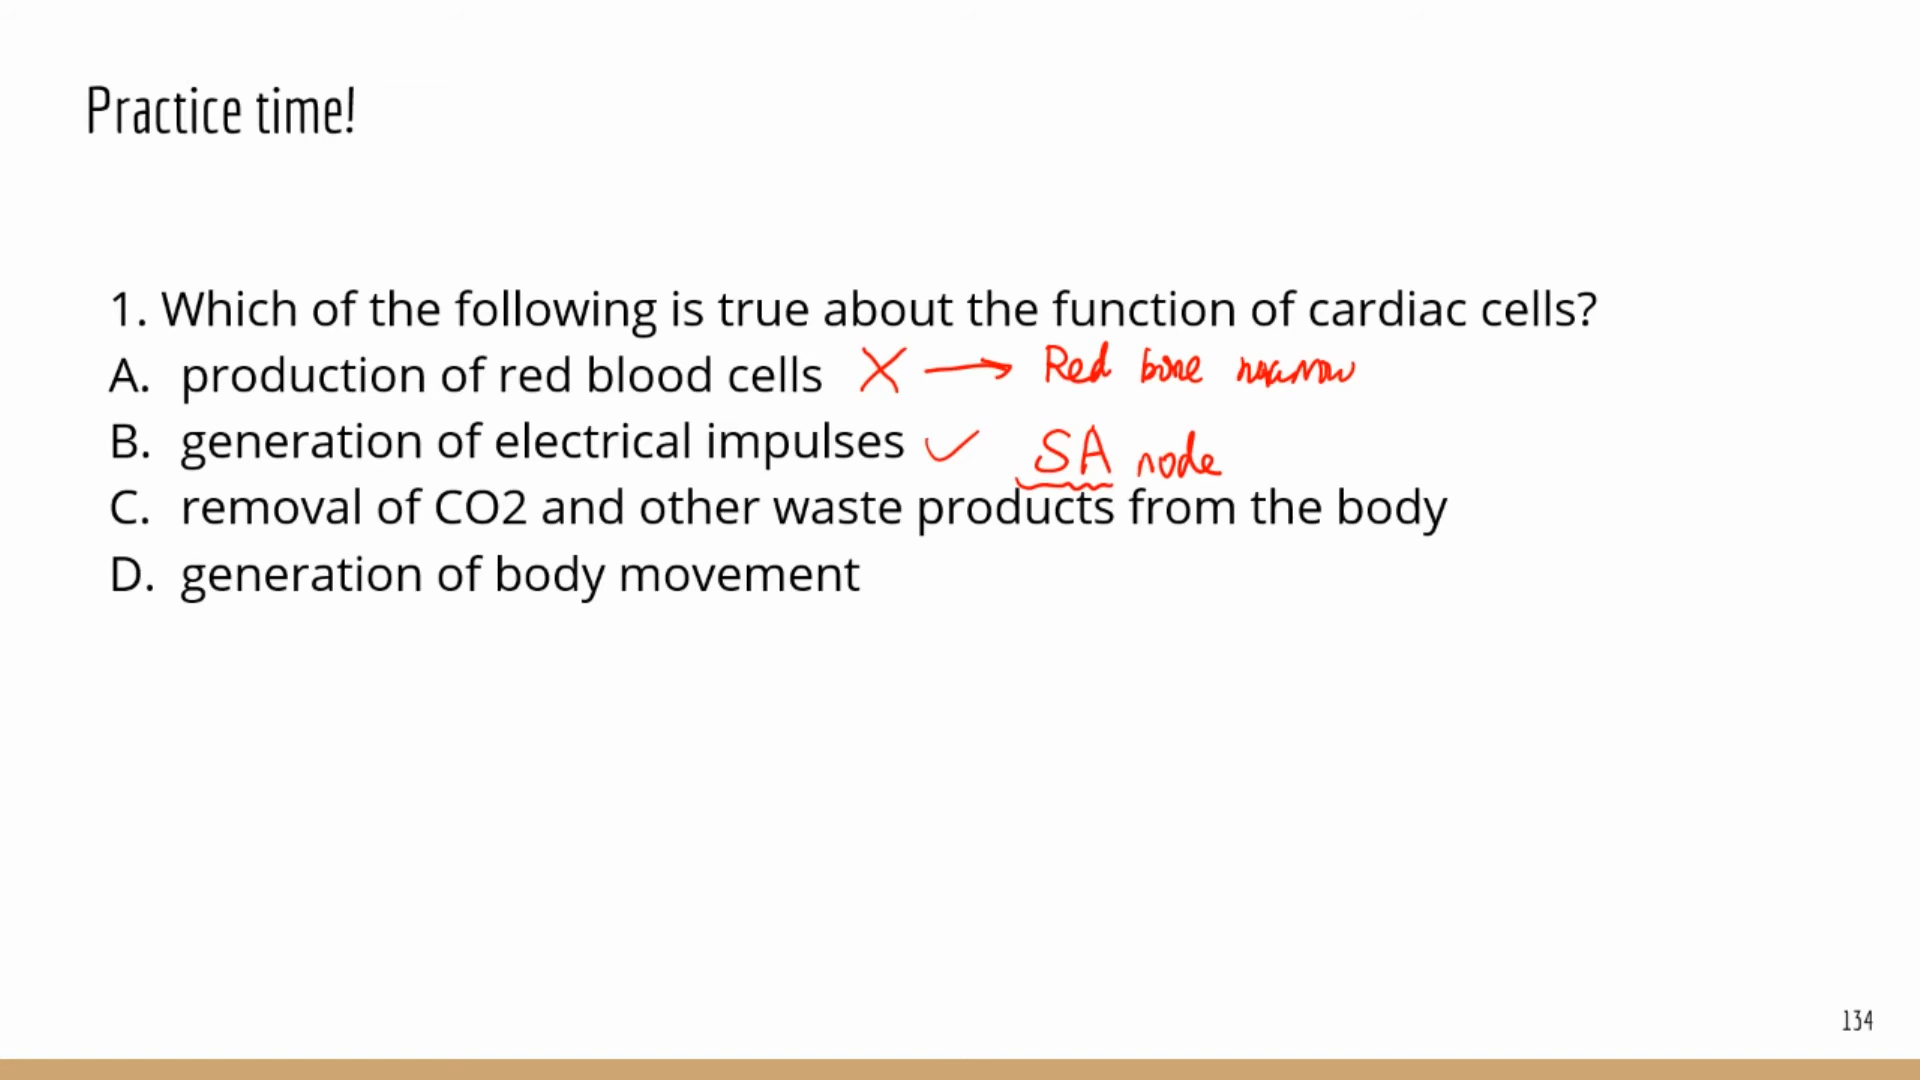 Practice time!
1. Which of the following is true about the function of cardiac cells?
A. production of red blood cells X → Red bone marrow
B. generation of electrical impulses ✓ SA node
C. removal of CO2 and other waste products from the body
D. generation of body movement
134